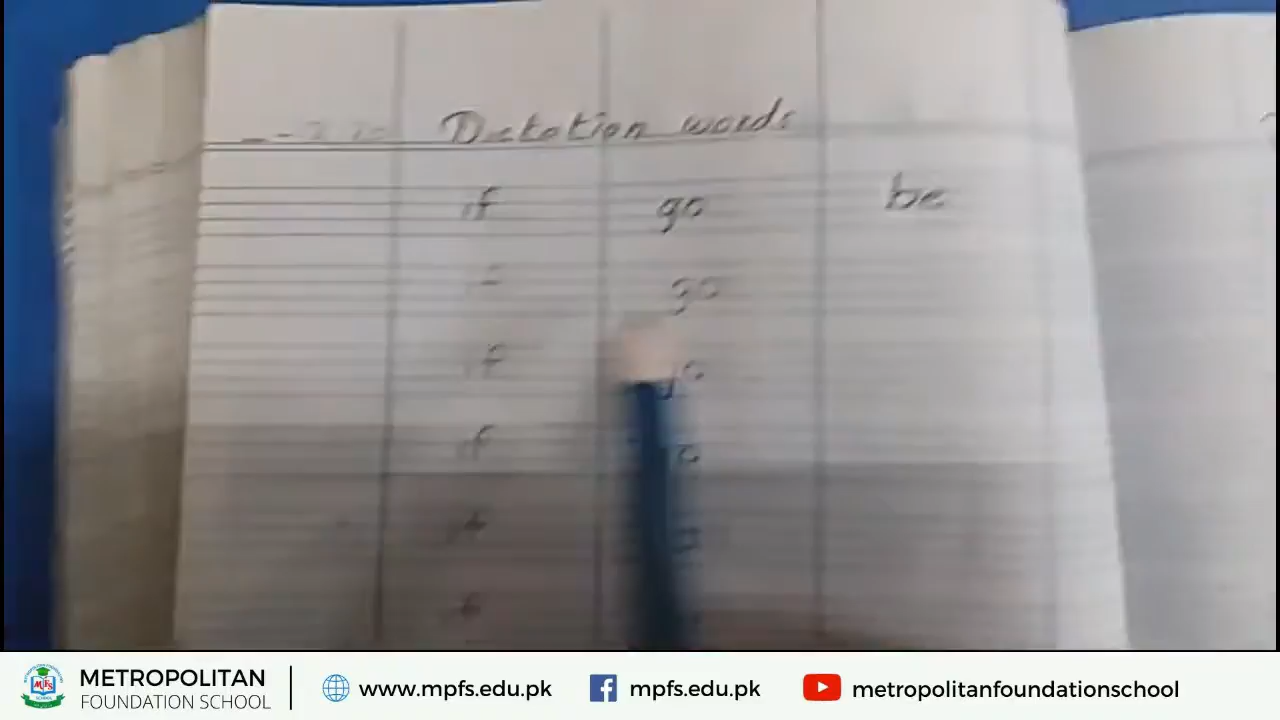 Dictation words
if go be
if go
if go
if
METROPOLITAN
FOUNDATION SCHOOL
www.mpfs.edu.pk
mpfs.edu.pk
metropolitanfoundationschool